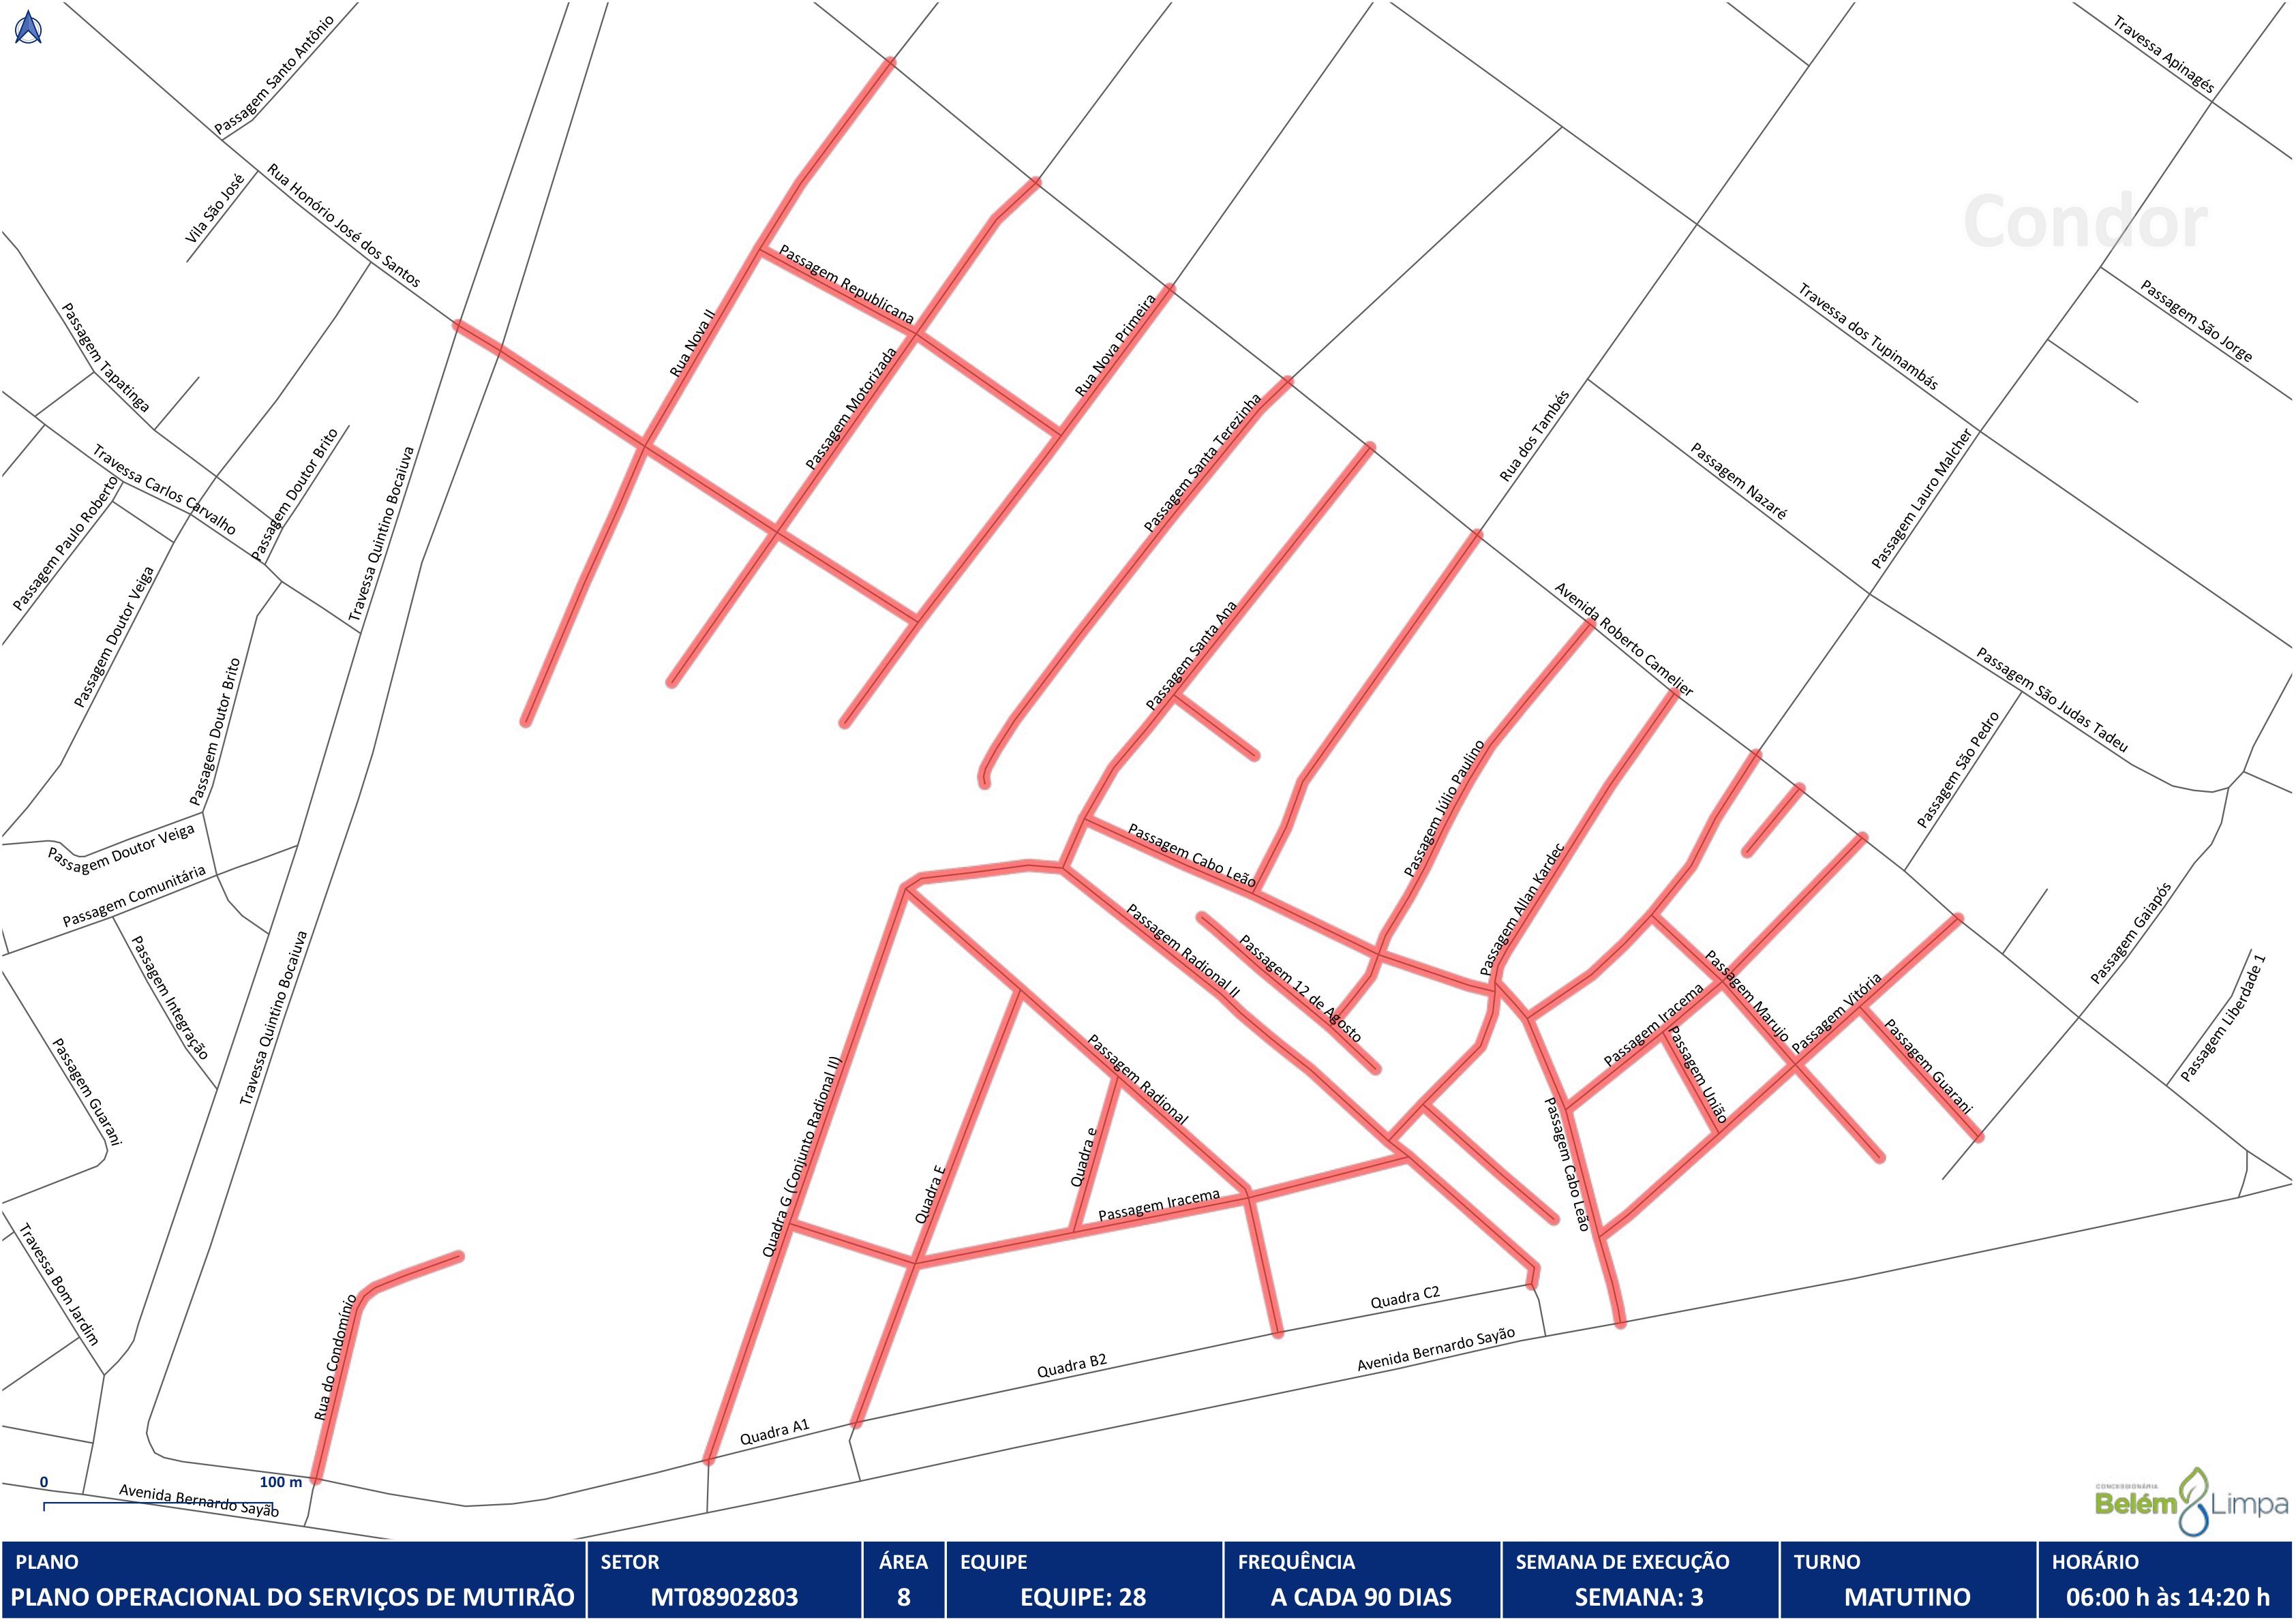 Travessa Apinagés
Passagem Santo Antônio
Condor
Vila São José
Rua Honório José dos Santos
Passagem Republicana
Travessa dos Tupinambás
Passagem São Jorge
Passagem Tapatinga
Rua Nova II
Passagem Motorizada
Rua Nova Primeira
Passagem Santa Terezinha
Rua dos Tambés
Passagem Nazaré
Passagem Lauro Malcher
Travessa Carlos Carvalho
Passagem Doutor Brito
Passagem Paulo Roberto
Travessa Quintino Bocaiuva
Passagem Doutor Veiga
Passagem Santa Ana
Avenida Roberto Camelier
Passagem São Judas Tadeu
Passagem Doutor Brito
Passagem São Pedro
Passagem Júlio Paulino
Passagem Doutor Veiga
Passagem Cabo Leão
Passagem Allan Kardec
Passagem Comunitária
Passagem Gaiapós
Passagem Integração
Travessa Quintino Bocaiuva
Passagem Radional II
Passagem 12 de Agosto
Passagem Marujo
Passagem Iracema
Passagem Vitória
Passagem Liberdade 1
Passagem Guarani
Passagem Radional
Passagem União
Passagem Guarani
Quadra G (Conjunto Radional II)
Quadra E
Quadra e
Passagem Iracema
Passagem Cabo Leão
Travessa Bom Jardim
Rua do Condomínio
Quadra C2
Quadra B2
Avenida Bernardo Sayão
Quadra A1
0 100 m
Avenida Bernardo Sayão
CONCESSIONÁRIA
Belém Limpa
PLANO
PLANO OPERACIONAL DO SERVIÇOS DE MUTIRÃO
SETOR
MT08902803
ÁREA
8
EQUIPE
EQUIPE: 28
FREQUÊNCIA
A CADA 90 DIAS
SEMANA DE EXECUÇÃO
SEMANA: 3
TURNO
MATUTINO
HORÁRIO
06:00 h às 14:20 h